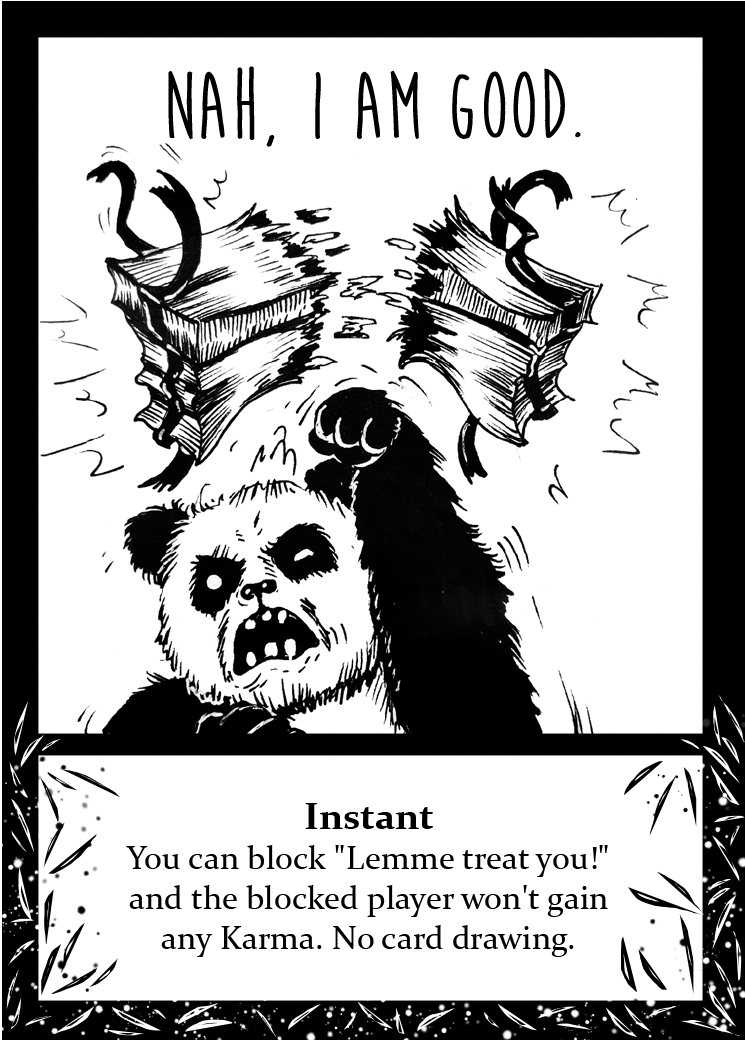 NAH, I AM GOOD.
Instant
You can block "Lemme treat you!"
and the blocked player won't gain
any Karma. No card drawing.